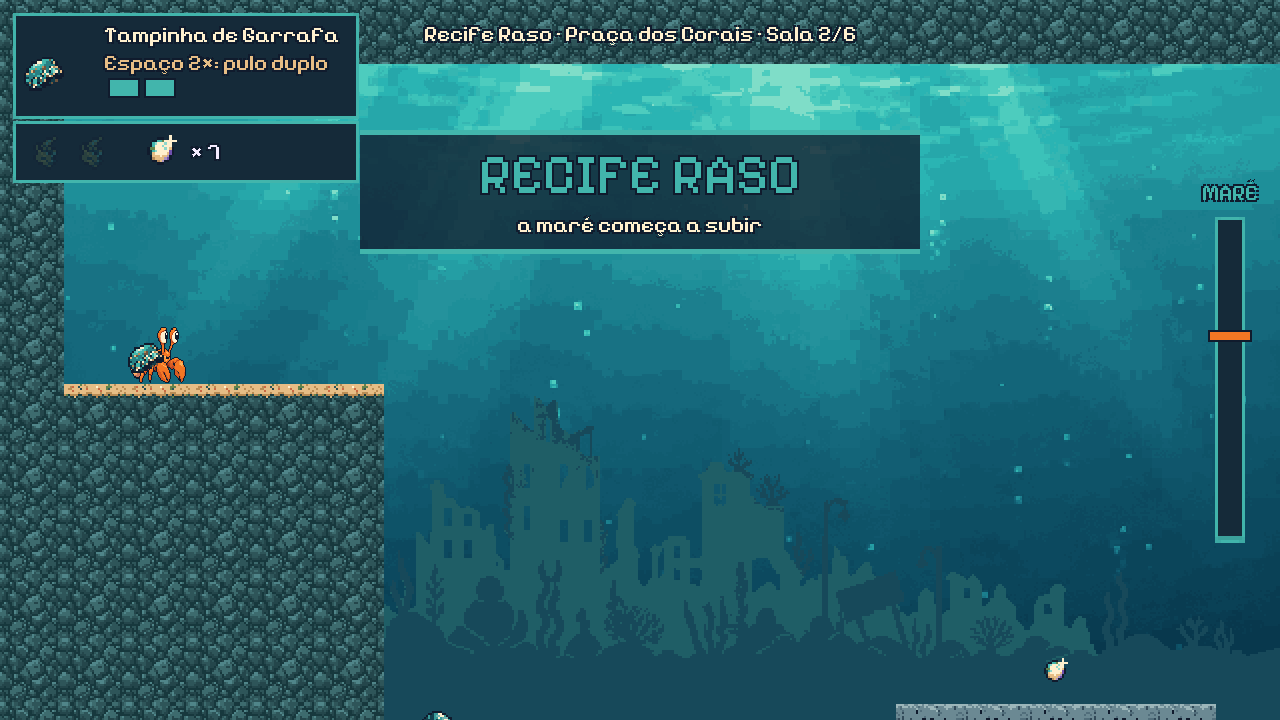 Tampinha de Garrafa
Espaço 2×: pulo duplo
× 7
Recife Raso · Praça dos Corais · Sala 2/6
RECIFE RASO
a maré começa a subir
MARÉ